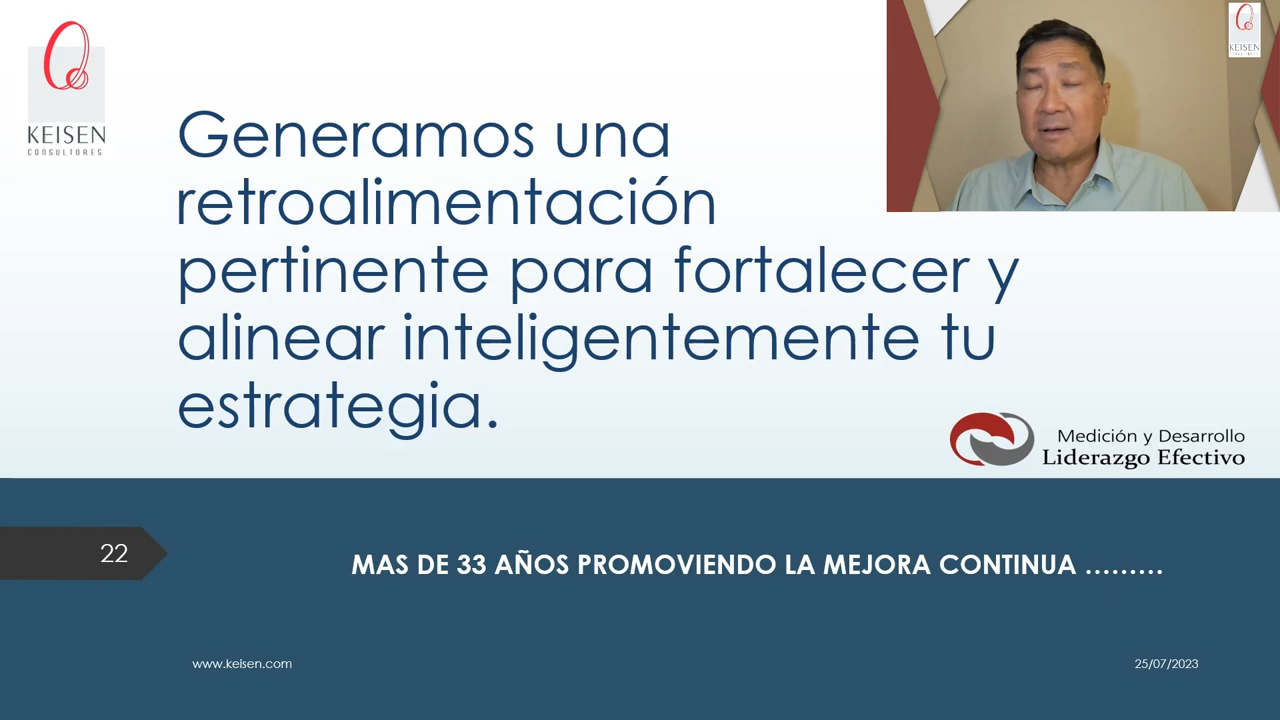 KEISEN
CONSULTORES
KEISEN
CONSULTORES
Generamos una
retroalimentación
pertinente para fortalecer y
alinear inteligentemente tu
estrategia.
Medición y Desarrollo
Liderazgo Efectivo
22
MAS DE 33 AÑOS PROMOVIENDO LA MEJORA CONTINUA .........
www.keisen.com
25/07/2023